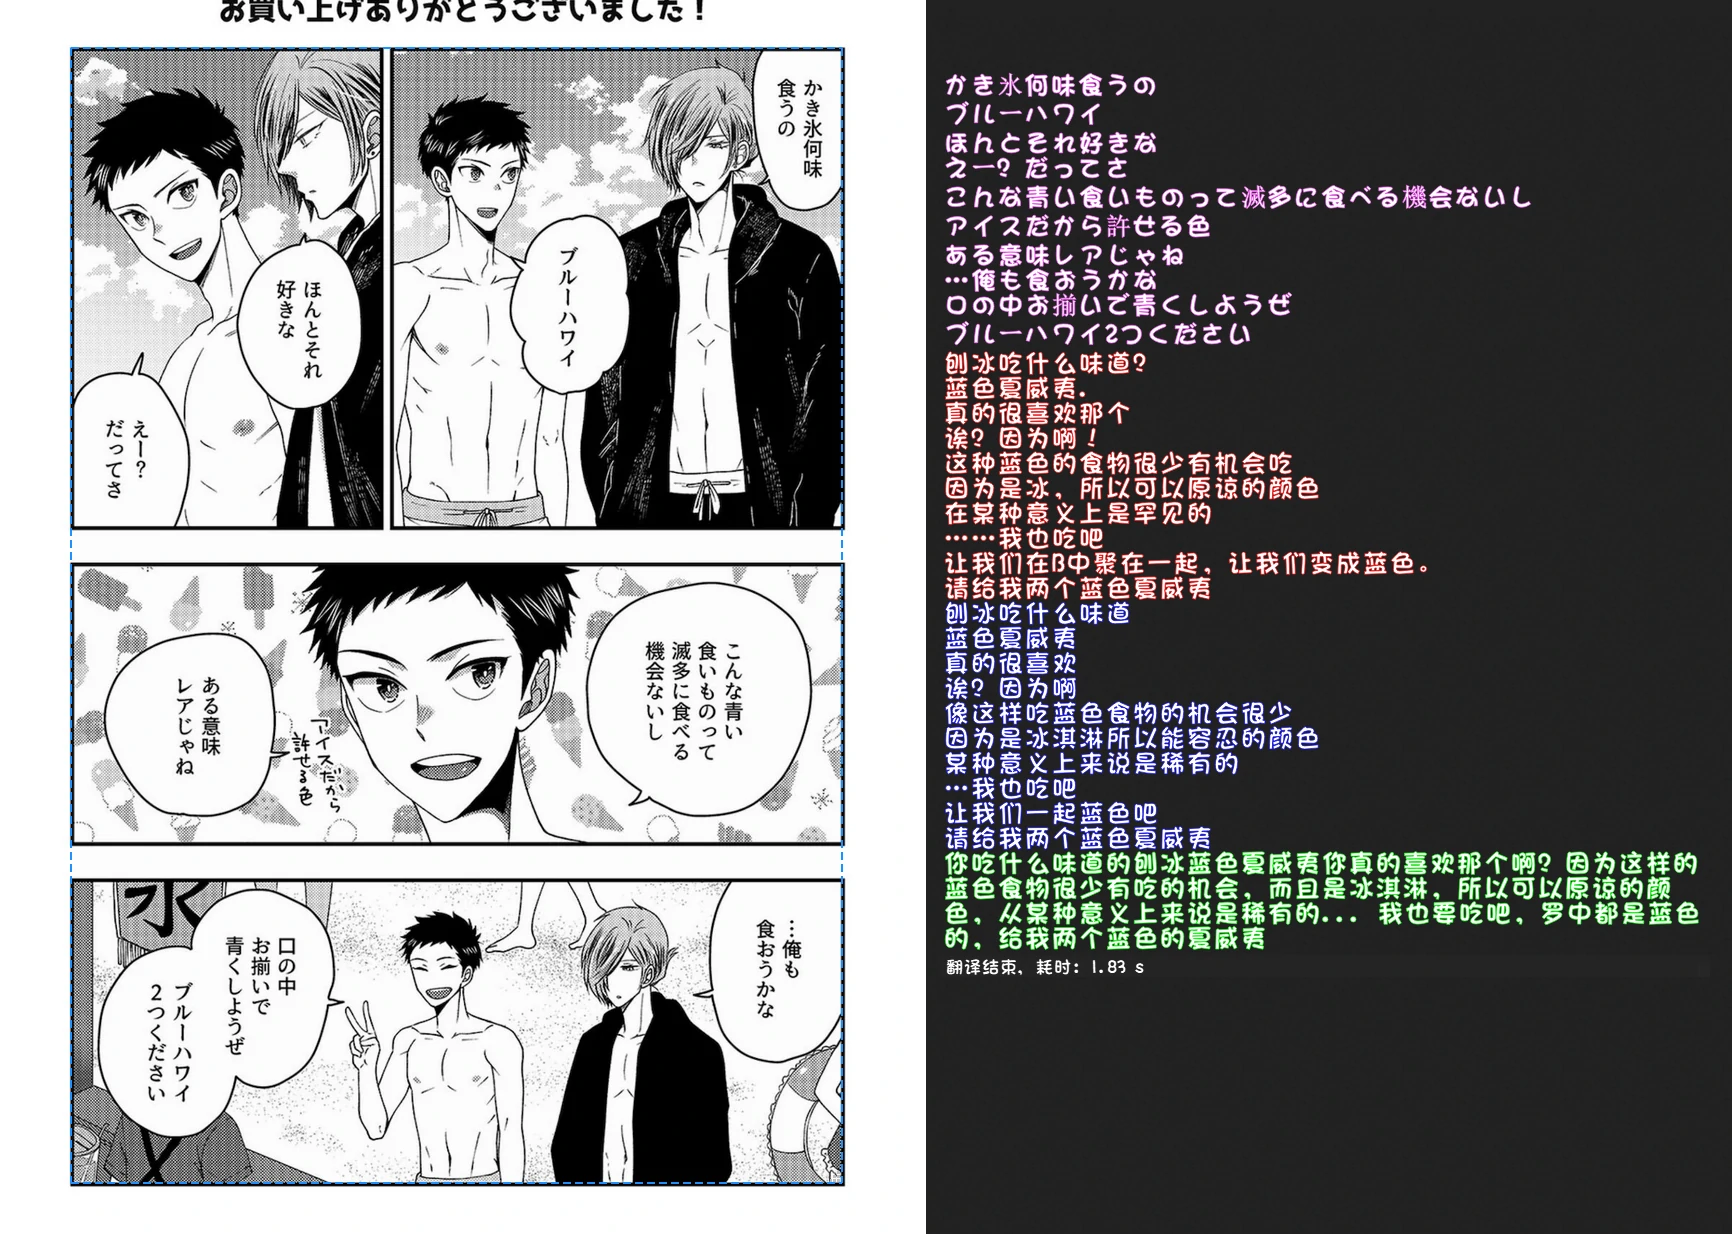 お買い上げありがとうございました！
かき氷何味
食うの
ブルーハワイ
ほんとそれ
好きな
えー？
だってさ
こんな青い
食いものって
滅多に食べる
機会ないし
アイスだから
許せる色
ある意味
レアじゃね
…俺も
食おうかな
口の中
お揃いで
青くしようぜ
ブルーハワイ
2つください
氷
かき氷何味食うの
ブルーハワイ
ほんとそれ好きな
えー? だってさ
こんな青い食いものって滅多に食べる機会ないし
アイスだから許せる色
ある意味レアじゃね
…俺も食おうかな
口の中お揃いで青くしようぜ
ブルーハワイ2つください
刨冰吃什么味道?
蓝色夏威夷.
真的很喜欢那个
诶? 因为啊!
这种蓝色的食物很少有机会吃
因为是冰, 所以可以原谅的颜色
在某种意义上是罕见的
……我也吃吧
让我们在B中聚在一起, 让我们变成蓝色。
请给我两个蓝色夏威夷
刨冰吃什么味道
蓝色夏威夷
真的很喜欢
诶? 因为啊
像这样吃蓝色食物的机会很少
因为是冰淇淋所以能容忍的颜色
某种意义上来说是稀有的
…我也吃吧
让我们一起蓝色吧
请给我两个蓝色夏威夷
你吃什么味道的刨冰蓝色夏威夷你真的喜欢那个啊? 因为这样的
蓝色食物很少有吃的机会, 而且是冰淇淋, 所以可以原谅的颜
色, 从某种意义上来说是稀有的... 我也要吃吧, 罗中都是蓝色
的, 给我两个蓝色的夏威夷
翻译结束, 耗时: 1.83 s